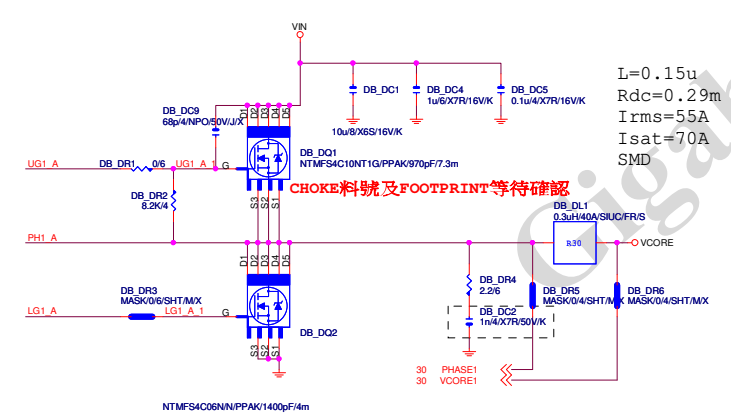 VIN
L=0.15u
Rdc=0.29m
Irms=55A
Isat=70A
SMD
DB_DC1
10u/8/X6S/16V/K
DB_DC4
1u/6/X7R/16V/K
DB_DC5
0.1u/4/X7R/16V/K
DB_DC9
68p/4/NPO/50V/J/X
D1
D2
D3
D4
D5
UG1_A
DB_DR1
0/6
UG1_A_1
G
DB_DQ1
NTMFS4C10NT1G/PPAK/970pF/7.3m
S3
S2
S1
CHOKE料號及FOOTPRINT等待確認
DB_DR2
8.2K/4
DB_DL1
0.3uH/40A/SIUC/FR/S
R30
VCORE
PH1_A
D1
D2
D3
D4
D5
DB_DR3
MASK/0/6/SHT/M/X
LG1_A
LG1_A_1
G
DB_DQ2
S3
S2
S1
NTMFS4C06N/N/PPAK/1400pF/4m
DB_DR4
2.2/6
DB_DC2
1n/4/X7R/50V/K
DB_DR5
MASK/0/4/SHT/M/X
DB_DR6
MASK/0/4/SHT/M/X
30 PHASE1
30 VCORE1
Gigab